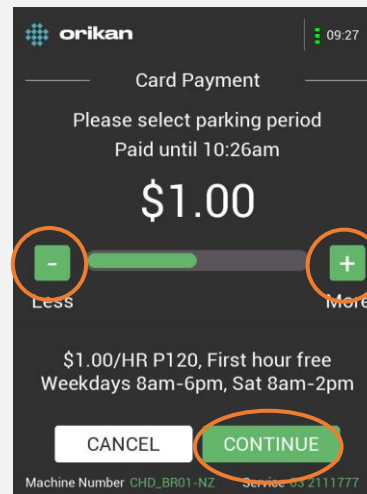 orikan
09:27
Card Payment
Please select parking period
Paid until 10:26am
$1.00
-
+
Less
More
$1.00/HR P120, First hour free
Weekdays 8am-6pm, Sat 8am-2pm
CANCEL
CONTINUE
Machine Number CHD_BR01-NZ Service 03 2111777